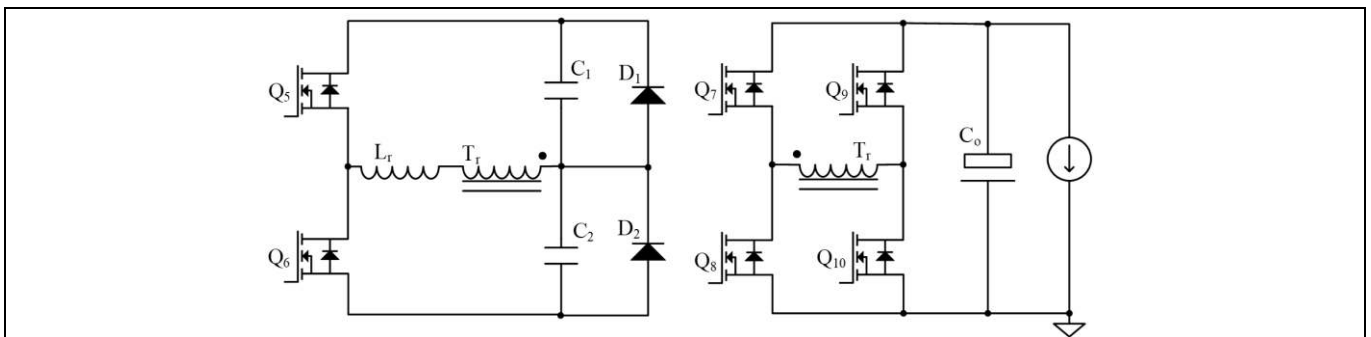 C₁
D₁
Q₅
Q₇
Q₉
Lᵣ
Tᵣ
Tᵣ
Cₒ
C₂
D₂
Q₆
Q₈
Q₁₀